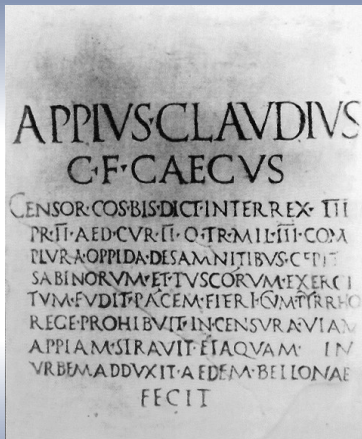 APPIVS·CLAVDIVS
C·F·CAECVS
CENSOR·COS·BIS·DICT·INTERREX·III
PR·II·AED·CVR·II·Q·TR·MIL·III·COM
PLVRA·OPPIDA·DE·SAMNITIBVS·CEPIT
SABINORVM·ET·TVSCORVM·EXERCI
TVM·FVDIT·PACEM·FIERI·CVM·PYRRHO
REGE·PROHIBVIT·IN·CENSVRA·VIAM
APPIAM·STRAVIT·ET·AQVAM· IN
VRBEM·ADDVXIT·AEDEM·BELLONAE
FECIT